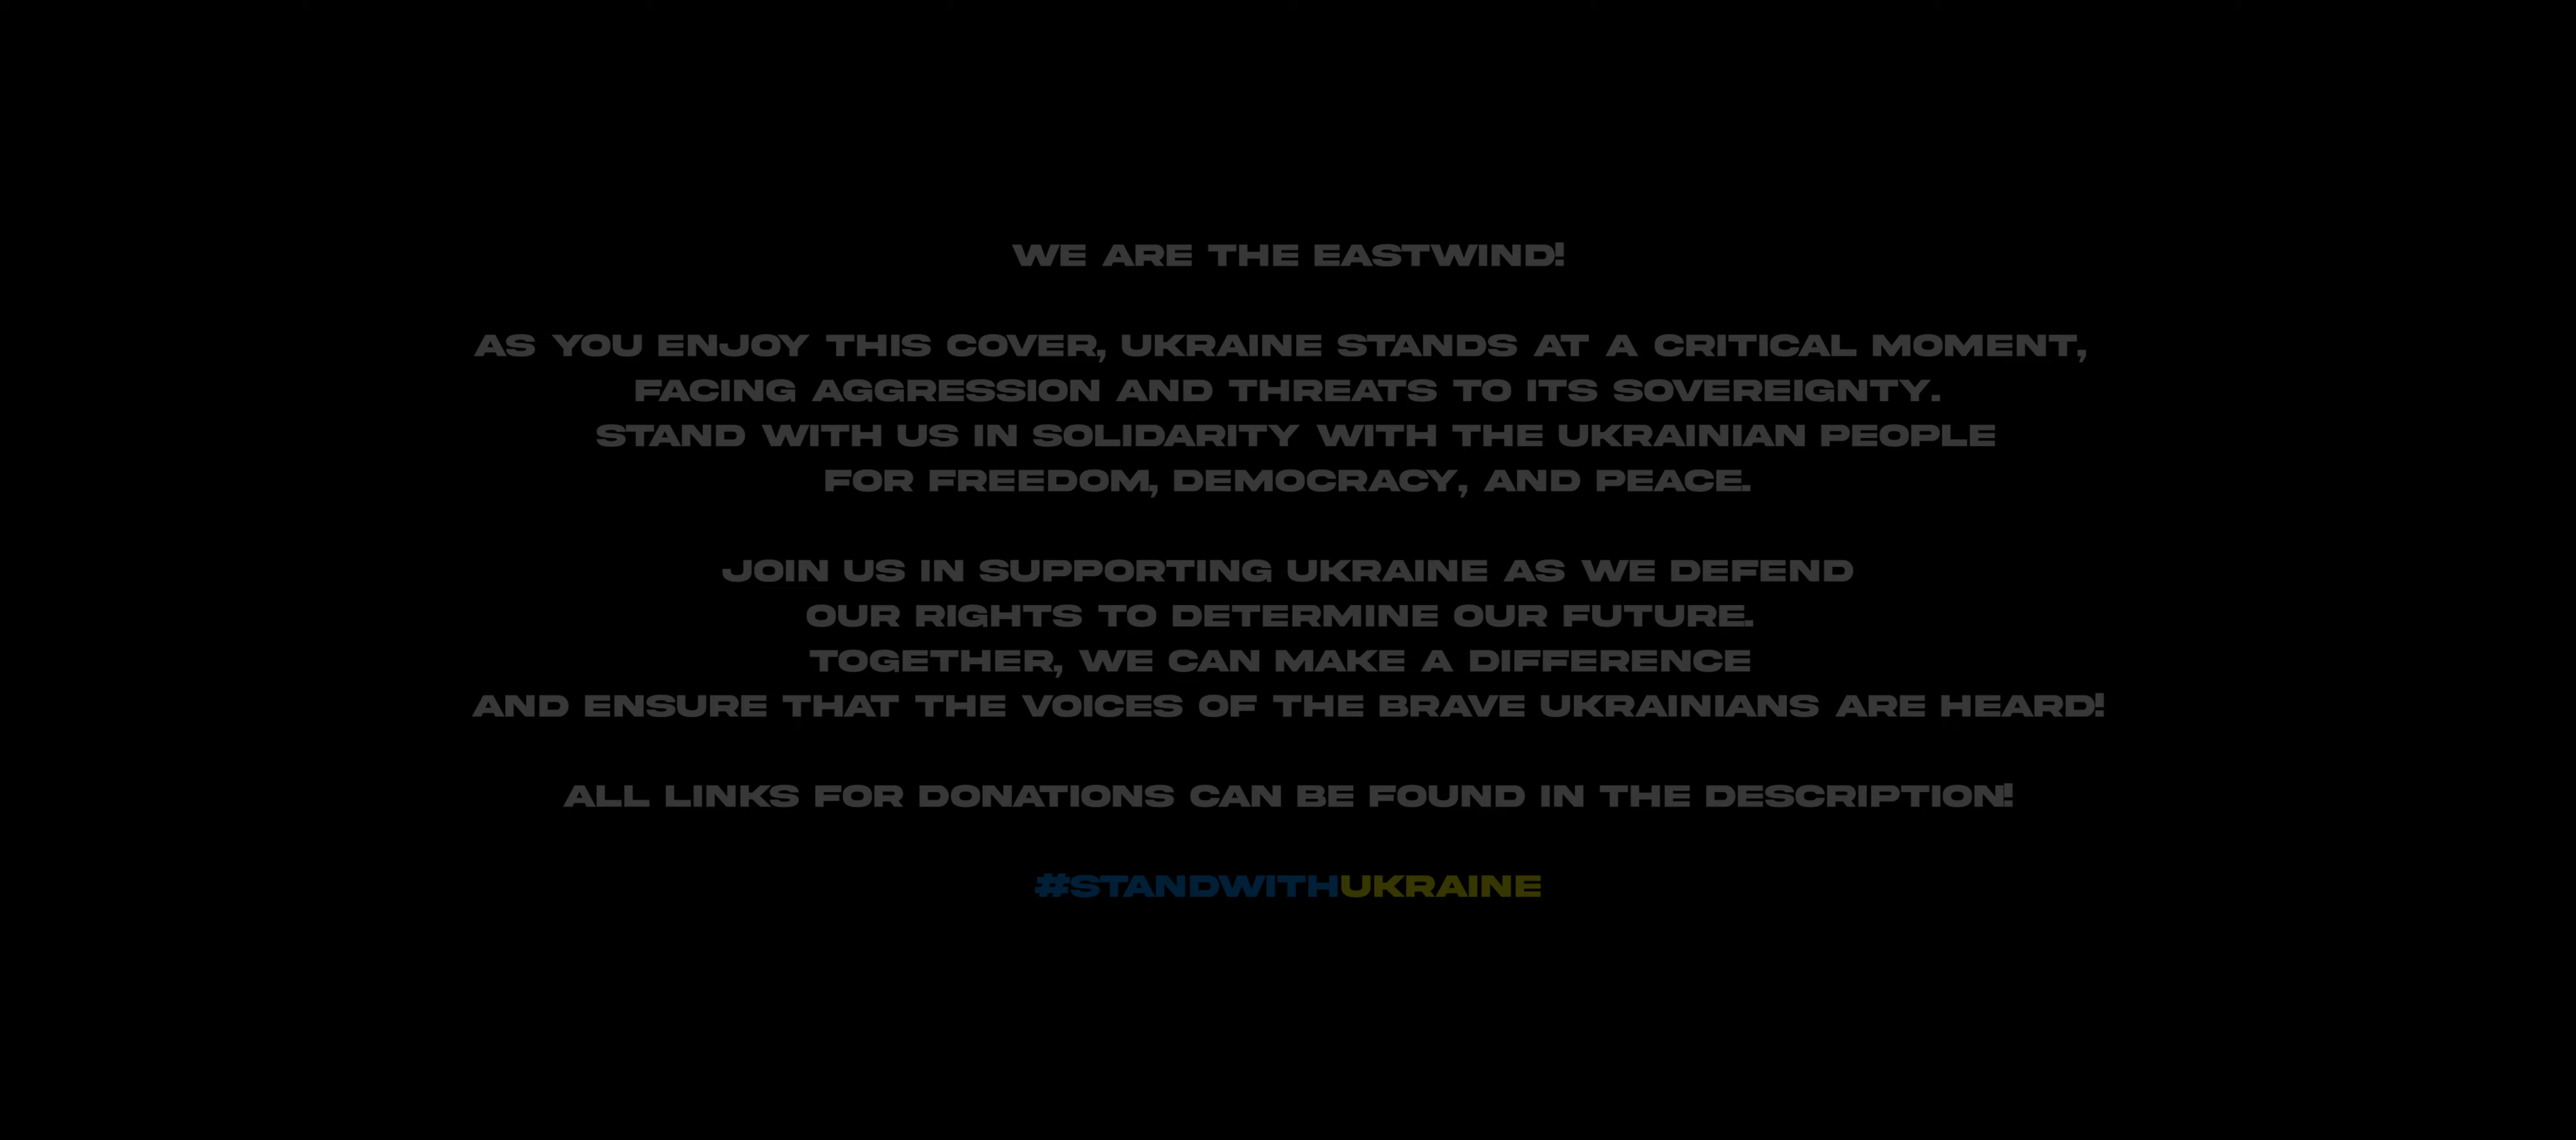 WE ARE THE EASTWIND!
AS YOU ENJOY THIS COVER, UKRAINE STANDS AT A CRITICAL MOMENT,
FACING AGGRESSION AND THREATS TO ITS SOVEREIGNTY.
STAND WITH US IN SOLIDARITY WITH THE UKRAINIAN PEOPLE
FOR FREEDOM, DEMOCRACY, AND PEACE.
JOIN US IN SUPPORTING UKRAINE AS WE DEFEND
OUR RIGHTS TO DETERMINE OUR FUTURE.
TOGETHER, WE CAN MAKE A DIFFERENCE
AND ENSURE THAT THE VOICES OF THE BRAVE UKRAINIANS ARE HEARD!
ALL LINKS FOR DONATIONS CAN BE FOUND IN THE DESCRIPTION!
#STANDWITHUKRAINE